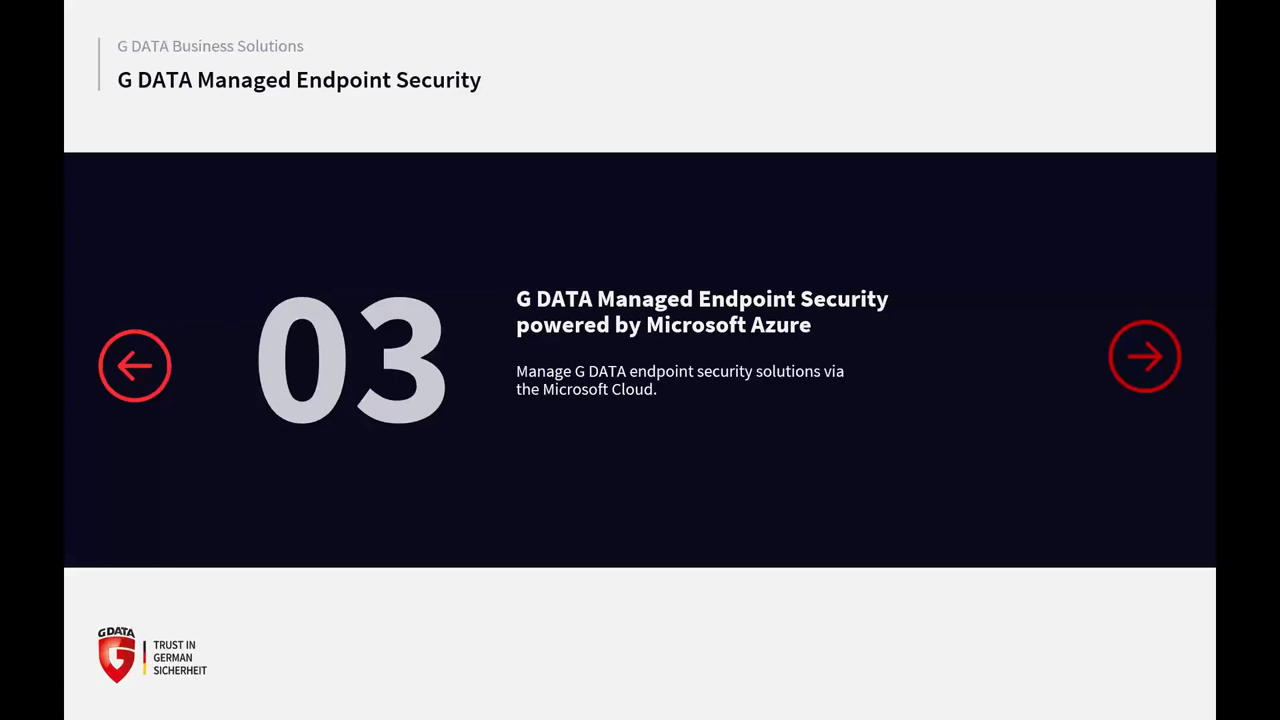 G DATA Business Solutions
G DATA Managed Endpoint Security
03
G DATA Managed Endpoint Security
powered by Microsoft Azure
Manage G DATA endpoint security solutions via
the Microsoft Cloud.
G DATA
TRUST IN
GERMAN
SICHERHEIT